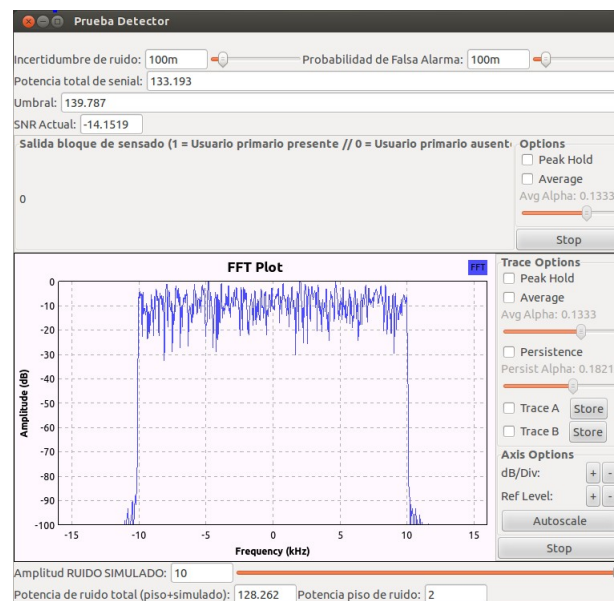 Prueba Detector
Incertidumbre de ruido: 100m Probabilidad de Falsa Alarma: 100m
Potencia total de senial: 133.193
Umbral: 139.787
SNR Actual: -14.1519
Salida bloque de sensado (1 = Usuario primario presente // 0 = Usuario primario
0
Options
Peak Hold
Average
Avg Alpha: 0.1333
Stop
FFT Plot
FFT
Amplitude (dB)
0
-10
-20
-30
-40
-50
-60
-70
-80
-90
-100
-15 -10 -5 0 5 10 15
Frequency (kHz)
Trace Options
Peak Hold
Average
Avg Alpha: 0.1333
Persistence
Persist Alpha: 0.1821
Trace A Store
Trace B Store
Axis Options
dB/Div: + -
Ref Level: + -
Autoscale
Stop
Amplitud RUIDO SIMULADO: 10
Potencia de ruido total (piso+simulado): 128.262 Potencia piso de ruido: 2